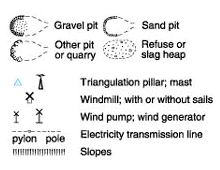 Gravel pit Sand pit
Other pit or quarry Refuse or slag heap
Triangulation pillar; mast
Windmill; with or without sails
Wind pump; wind generator
pylon pole Electricity transmission line
Slopes